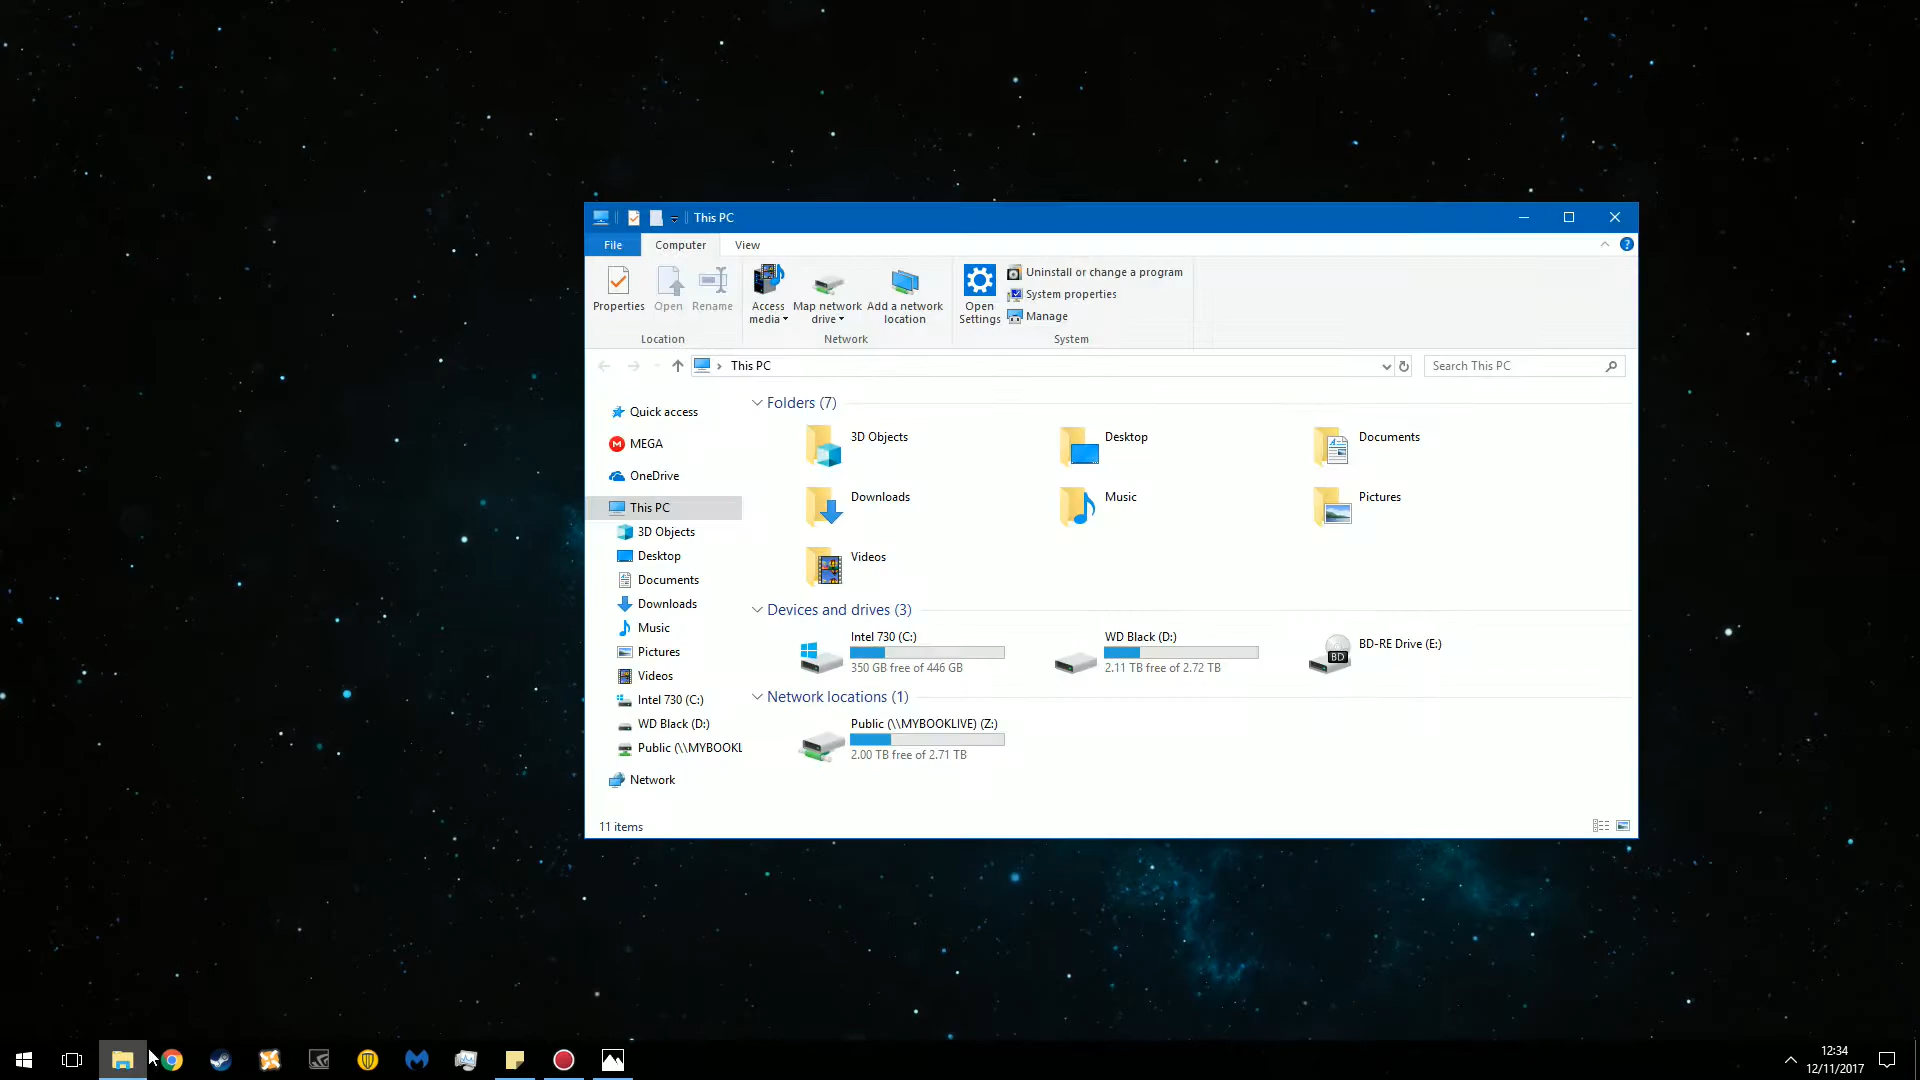 This PC
File
Computer
View
Properties
Open
Rename
Access media
Map network drive
Add a network location
Open Settings
Uninstall or change a program
System properties
Manage
Location
Network
System
This PC
Search This PC
Quick access
MEGA
OneDrive
This PC
3D Objects
Desktop
Documents
Downloads
Music
Pictures
Videos
Intel 730 (C:)
WD Black (D:)
Public (\\MYBOOKL
Network
Folders (7)
3D Objects
Desktop
Documents
Downloads
Music
Pictures
Videos
Devices and drives (3)
Intel 730 (C:)
350 GB free of 446 GB
WD Black (D:)
2.11 TB free of 2.72 TB
BD
BD-RE Drive (E:)
Network locations (1)
Public (\\MYBOOKLIVE) (Z:)
2.00 TB free of 2.71 TB
11 items
12:34
12/11/2017